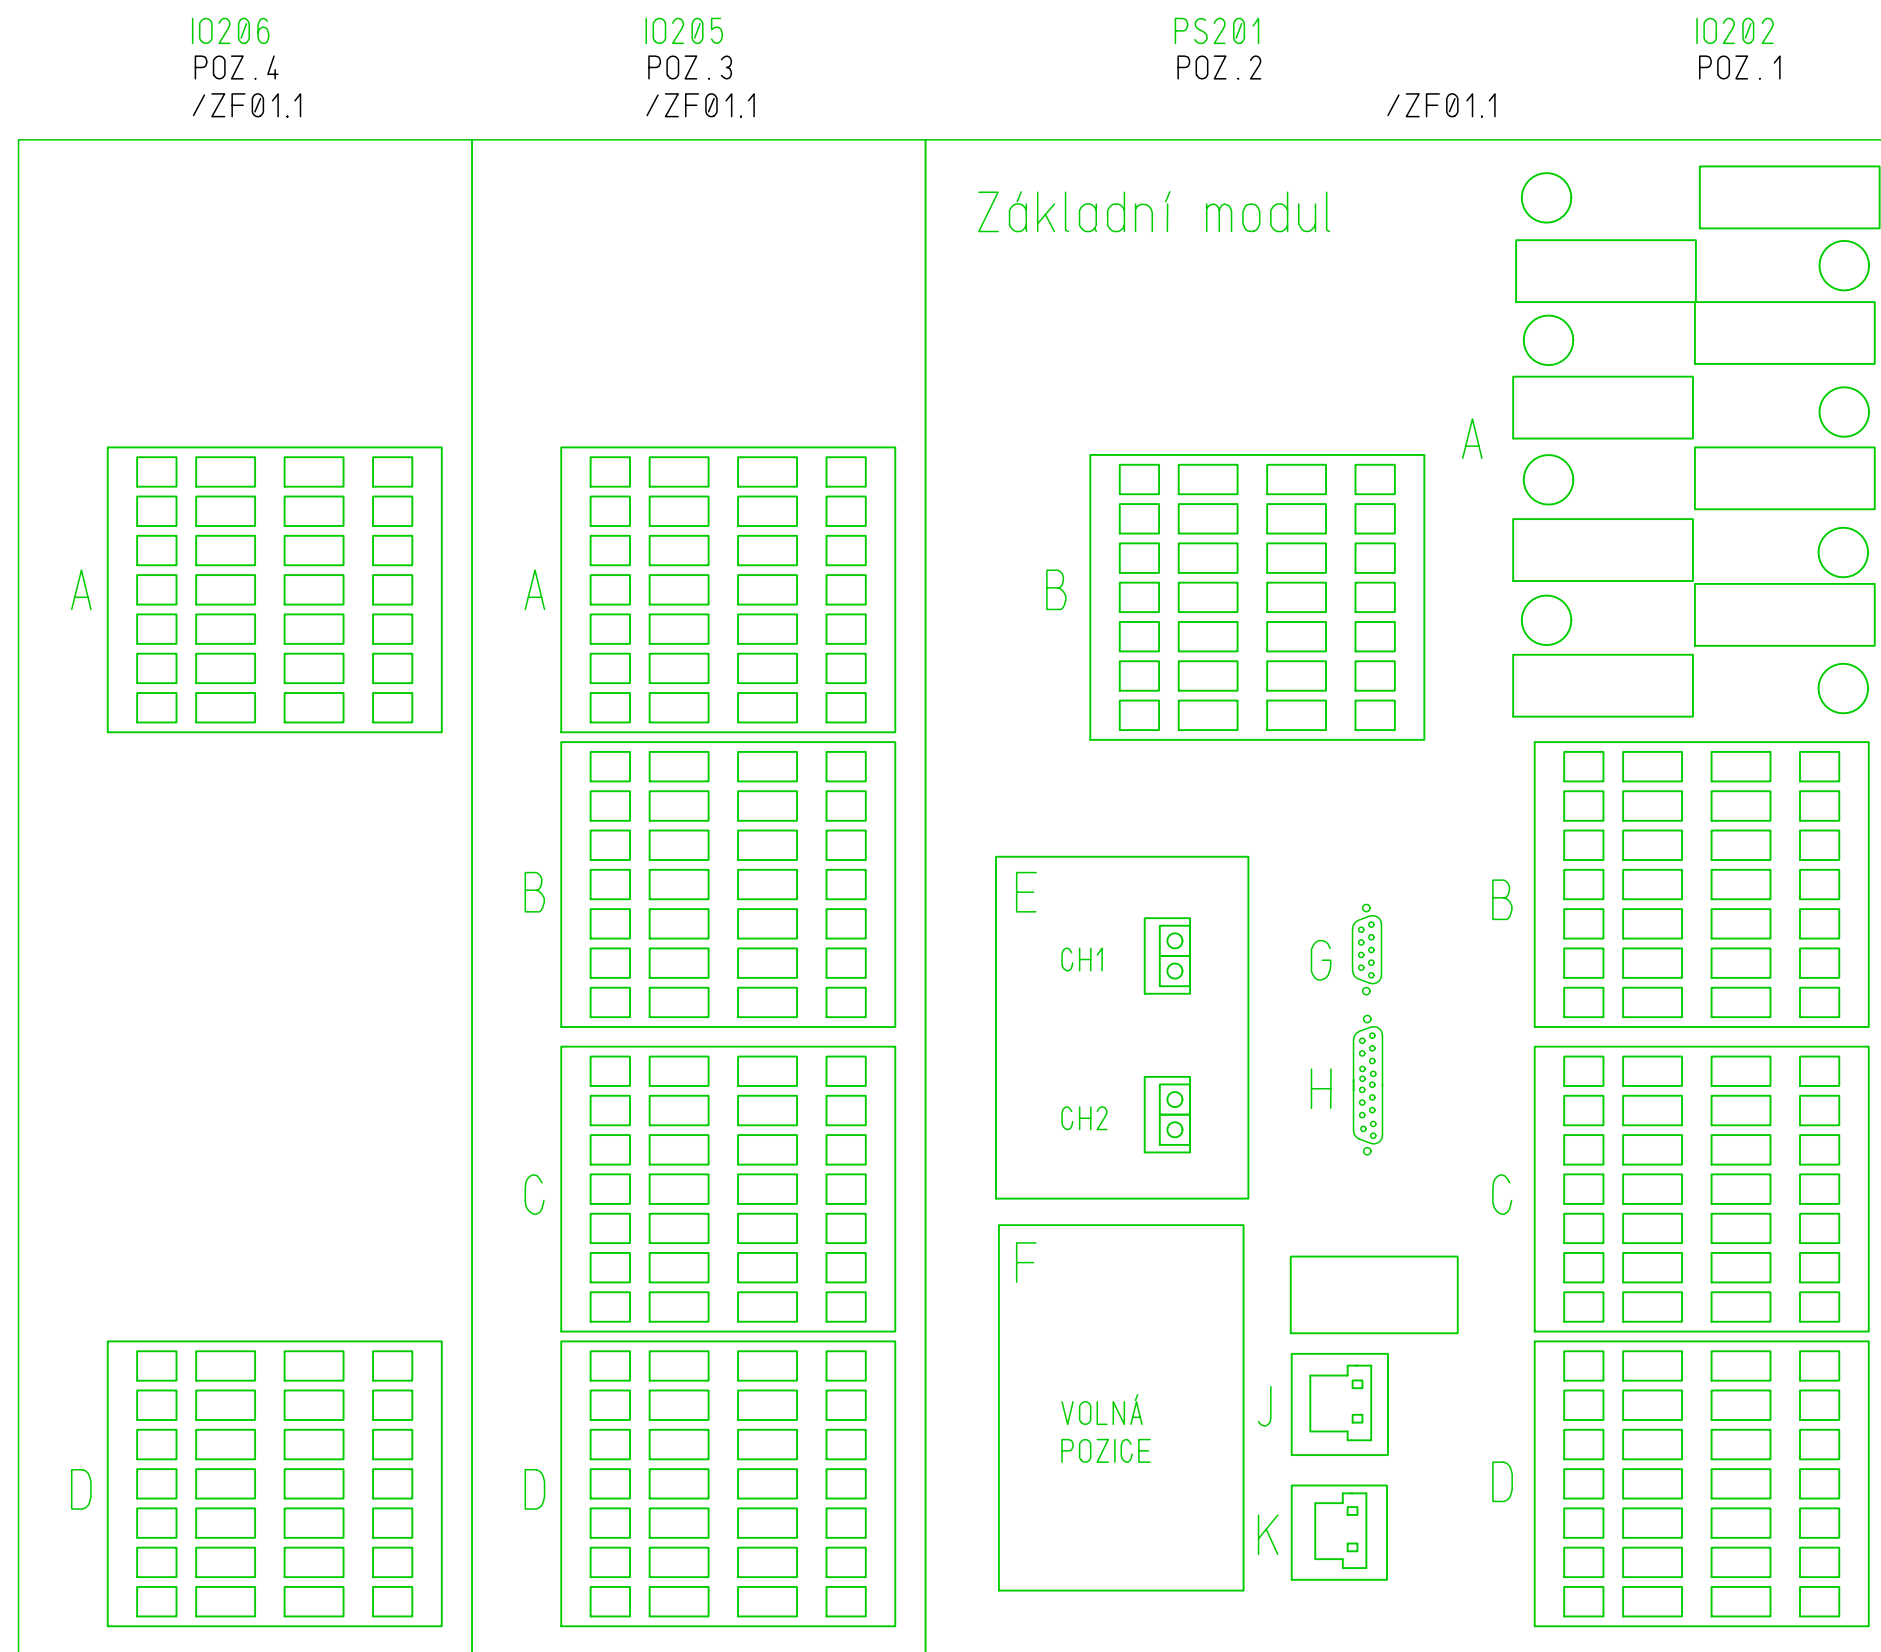 IO206
POZ.4
/ZF01.1
IO205
POZ.3
/ZF01.1
PS201
POZ.2
/ZF01.1
IO202
POZ.1
Základní modul
A
D
A
B
C
D
B
E
CH1
CH2
F
VOLNÁ
POZICE
G
H
J
K
A
B
C
D